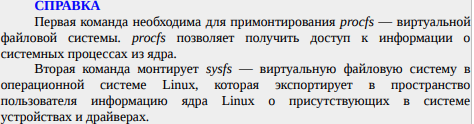 СПРАВКА
Первая команда необходима для примонтирования procfs — виртуальной
файловой системы. procfs позволяет получить доступ к информации о
системных процессах из ядра.
Вторая команда монтирует sysfs — виртуальную файловую систему в
операционной системе Linux, которая экспортирует в пространство
пользователя информацию ядра Linux о присутствующих в системе
устройствах и драйверах.